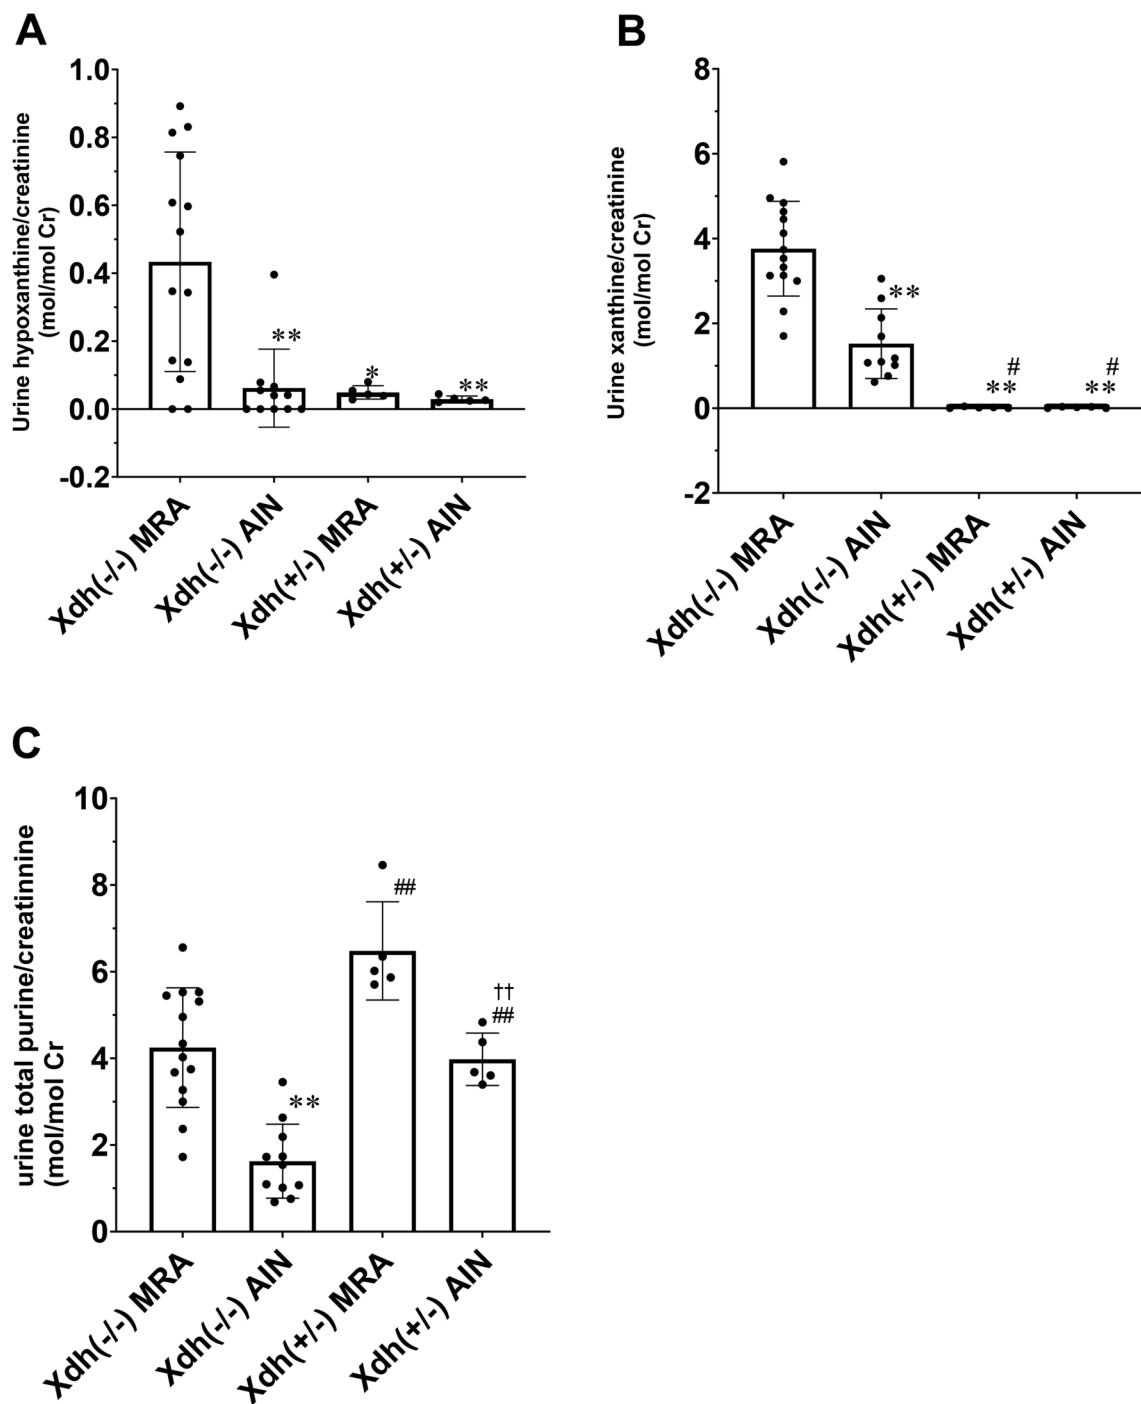 A
Urine hypoxanthine/creatinine
(mol/mol Cr)
1.0
0.8
0.6
0.4
0.2
0.0
-0.2
**
*
**
Xdh(-/-) MRA
Xdh(-/-) AIN
Xdh(+/-) MRA
Xdh(+/-) AIN
B
Urine xanthine/creatinine
(mol/mol Cr)
8
6
4
2
0
-2
**
#
**
#
**
Xdh(-/-) MRA
Xdh(-/-) AIN
Xdh(+/-) MRA
Xdh(+/-) AIN
C
urine total purine/creatinnine
(mol/mol Cr
10
8
6
4
2
0
**
##
††
##
Xdh(-/-) MRA
Xdh(-/-) AIN
Xdh(+/-) MRA
Xdh(+/-) AIN